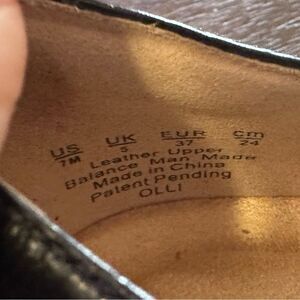 US UK EUR cm
7M 5 37 24
Leather Upper
Balance Man Made
Made in China
Patent Pending
OLLI